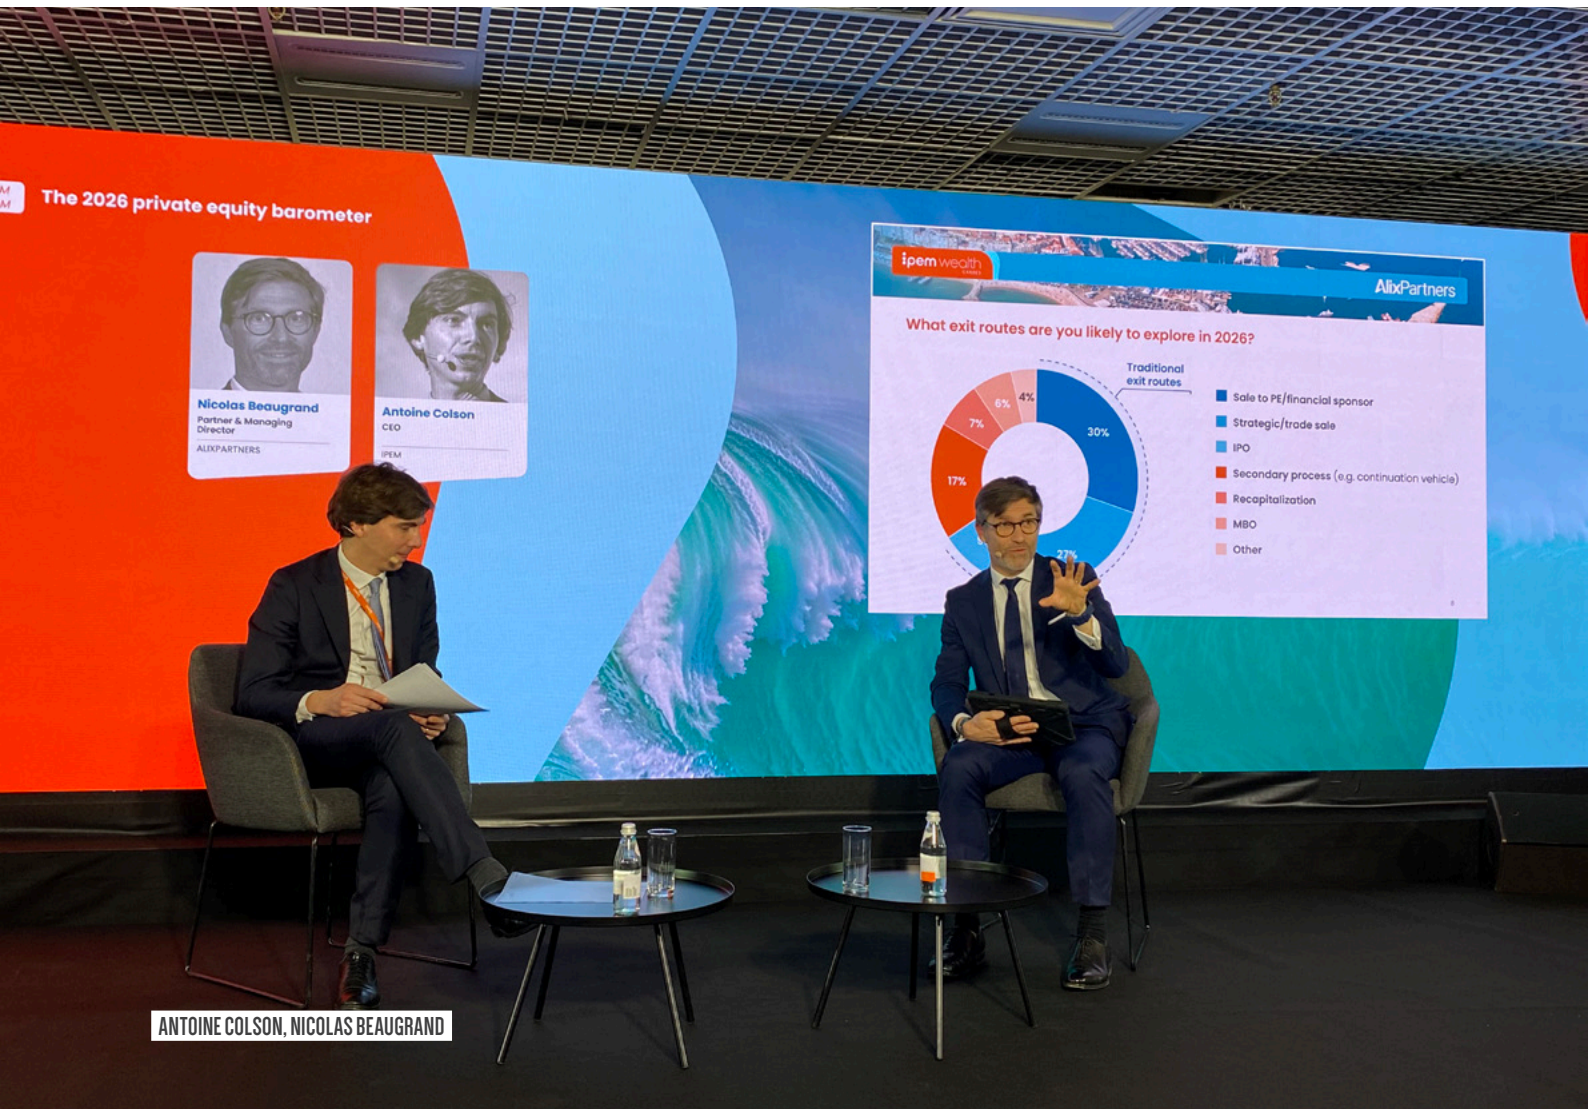 The 2026 private equity barometer
Nicolas Beaugrand
Partner & Managing
Director
ALIXPARTNERS
Antoine Colson
CEO
IPEM
ipem wealth
CANNES
AlixPartners
What exit routes are you likely to explore in 2026?
Traditional
exit routes
4%
6%
7%
17%
30%
27%
Sale to PE/financial sponsor
Strategic/trade sale
IPO
Secondary process (e.g. continuation vehicle)
Recapitalization
MBO
Other
ANTOINE COLSON, NICOLAS BEAUGRAND